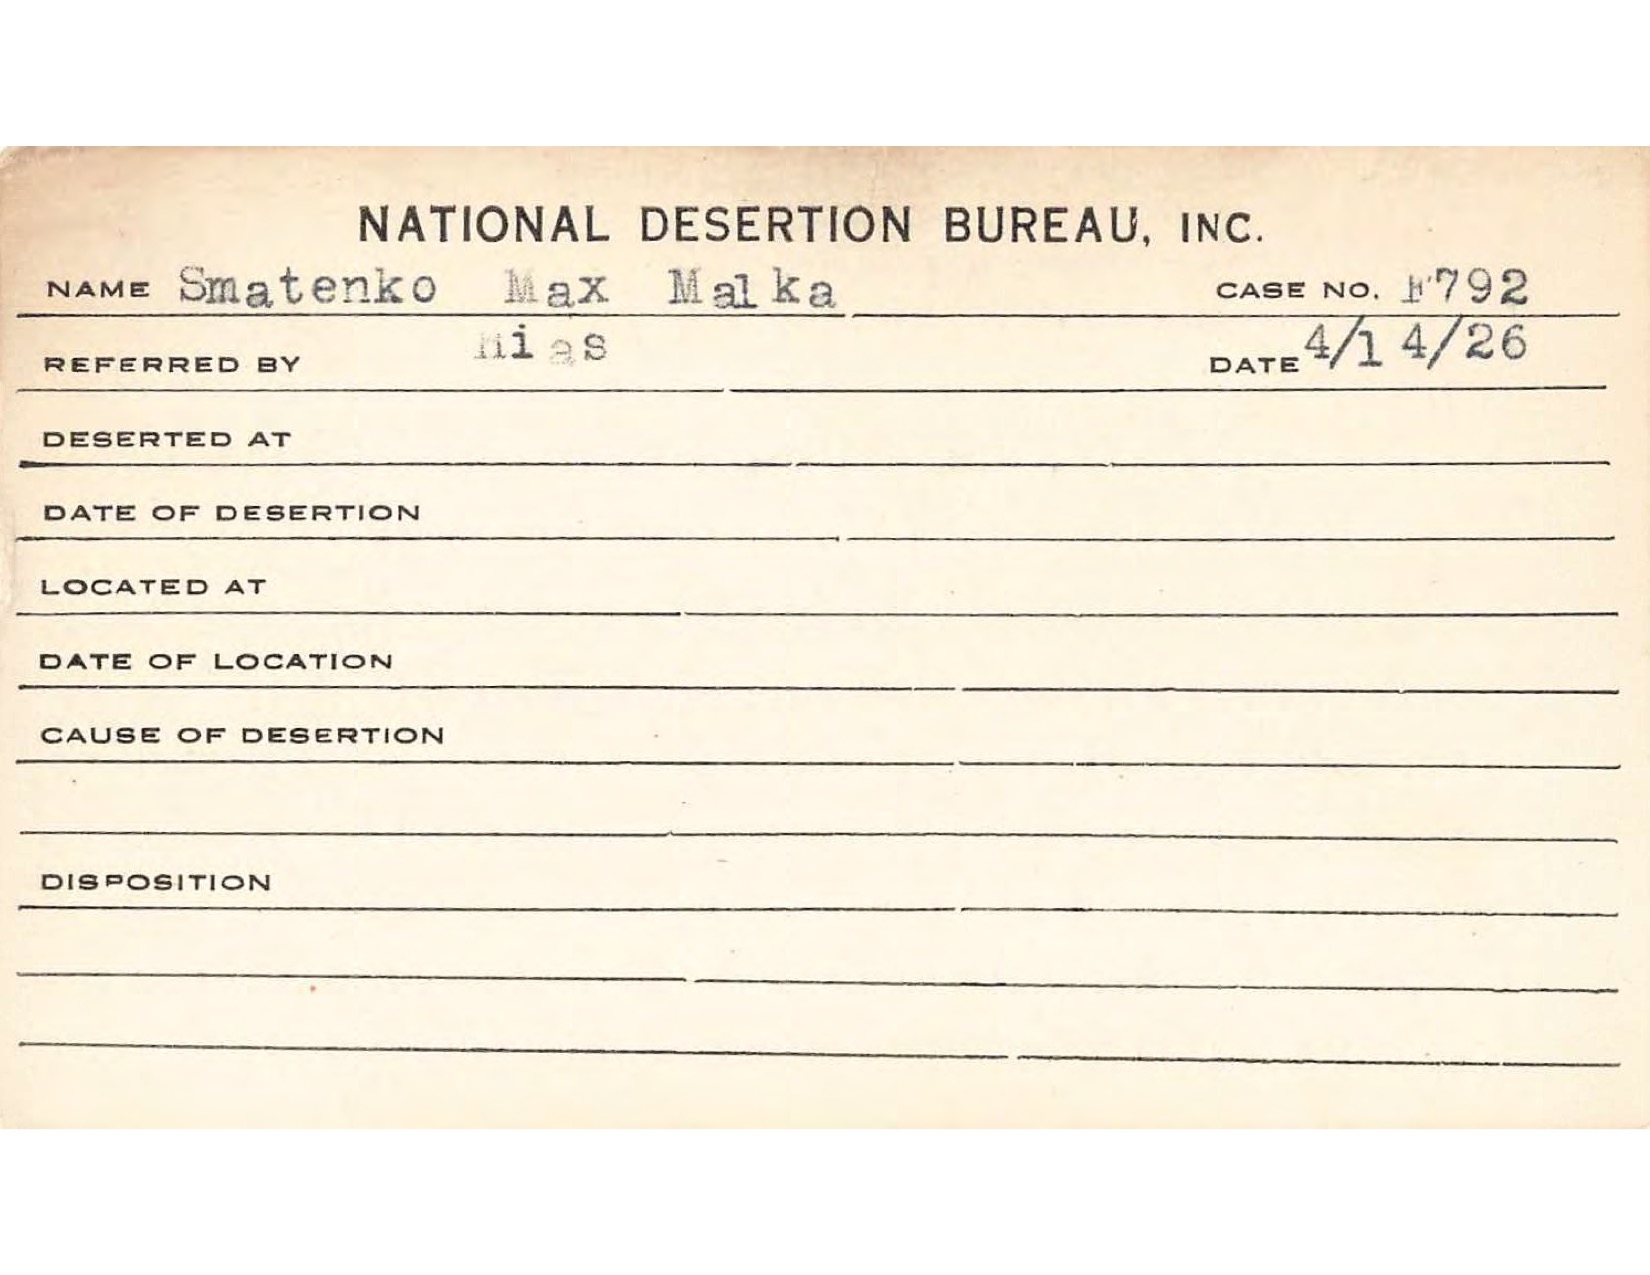 NATIONAL DESERTION BUREAU, INC.
NAME Smatenko Max Malka CASE NO. F792
REFERRED BY Hias DATE 4/14/26
DESERTED AT
DATE OF DESERTION
LOCATED AT
DATE OF LOCATION
CAUSE OF DESERTION
DISPOSITION